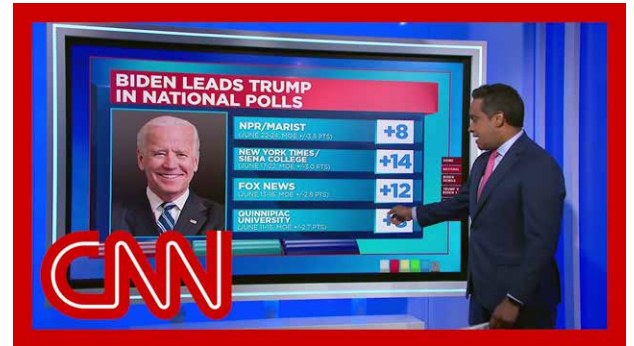 BIDEN LEADS TRUMP
IN NATIONAL POLLS
NPR/MARIST
+8
NEW YORK TIMES/
SIENA COLLEGE
+14
FOX NEWS
+12
QUINNIPIAC
UNIVERSITY
CNN